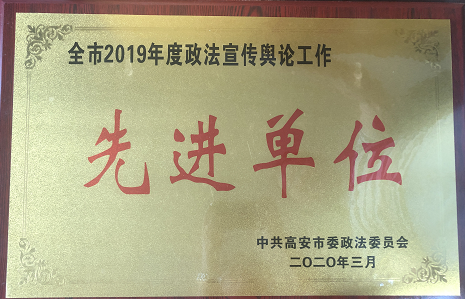 全市2019年度政法宣传舆论工作
先进单位
中共高安市委政法委员会
二〇二〇年三月